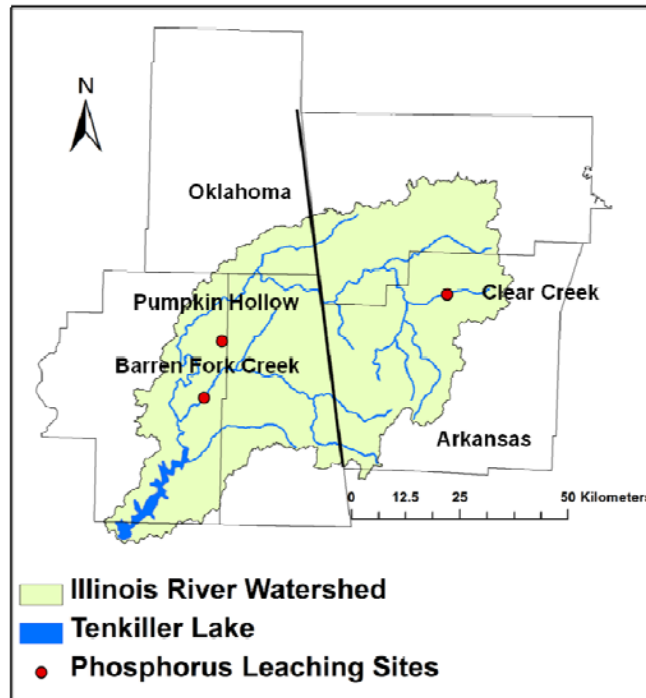 N
Oklahoma
Pumpkin Hollow
Clear Creek
Barren Fork Creek
Arkansas
0 12.5 25 50 Kilometers
Illinois River Watershed
Tenkiller Lake
Phosphorus Leaching Sites